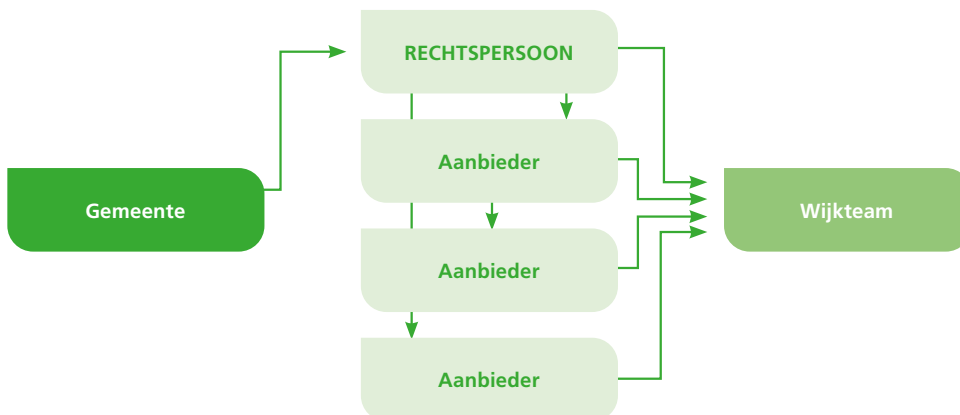 RECHTSPERSOON
Aanbieder
Gemeente
Wijkteam
Aanbieder
Aanbieder